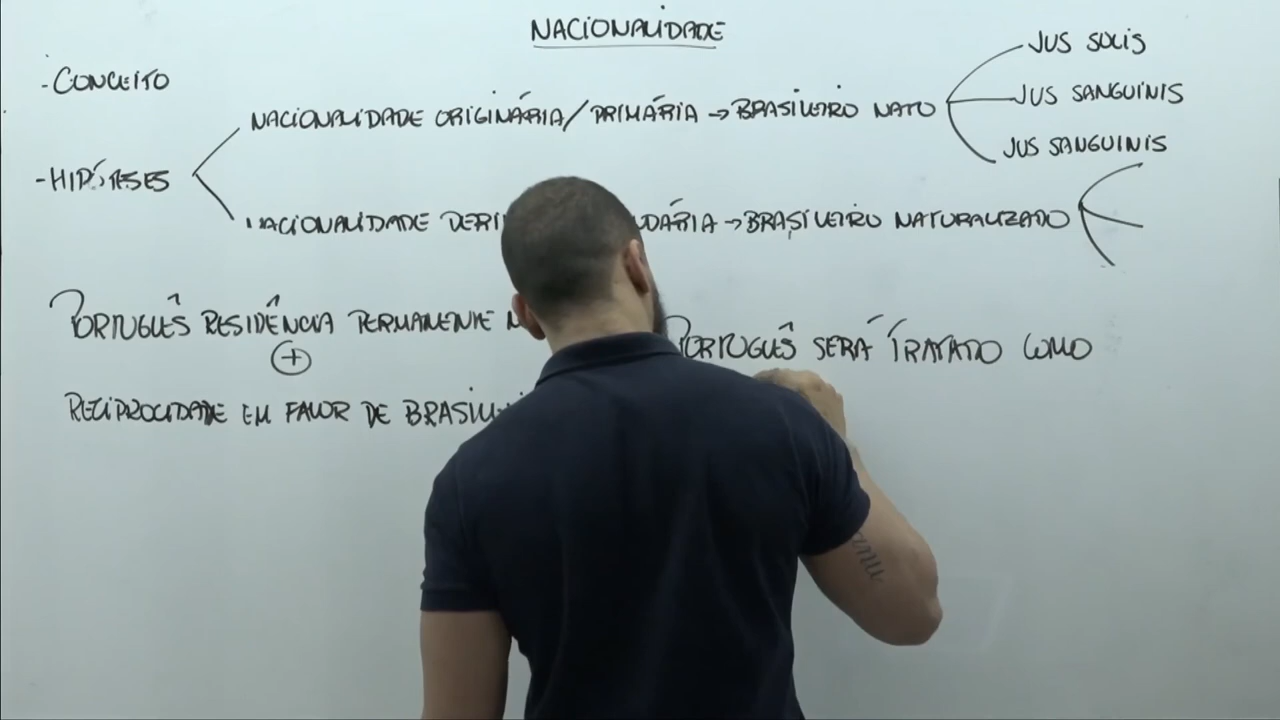 NACIONALIDADE
- CONCEITO
- HIPÓTESES
NACIONALIDADE ORIGINÁRIA / PRIMÁRIA → BRASILEIRO NATO
JUS SOLIS
JUS SANGUINIS
JUS SANGUINIS
NACIONALIDADE → BRASILEIRO NATURALIZADO
PORTUGUÊS RESIDÊNCIA PERMANENTE
+
RECIPROCIDADE EM FAVOR DE
PORTUGUÊS SERÁ TRATADO COMO